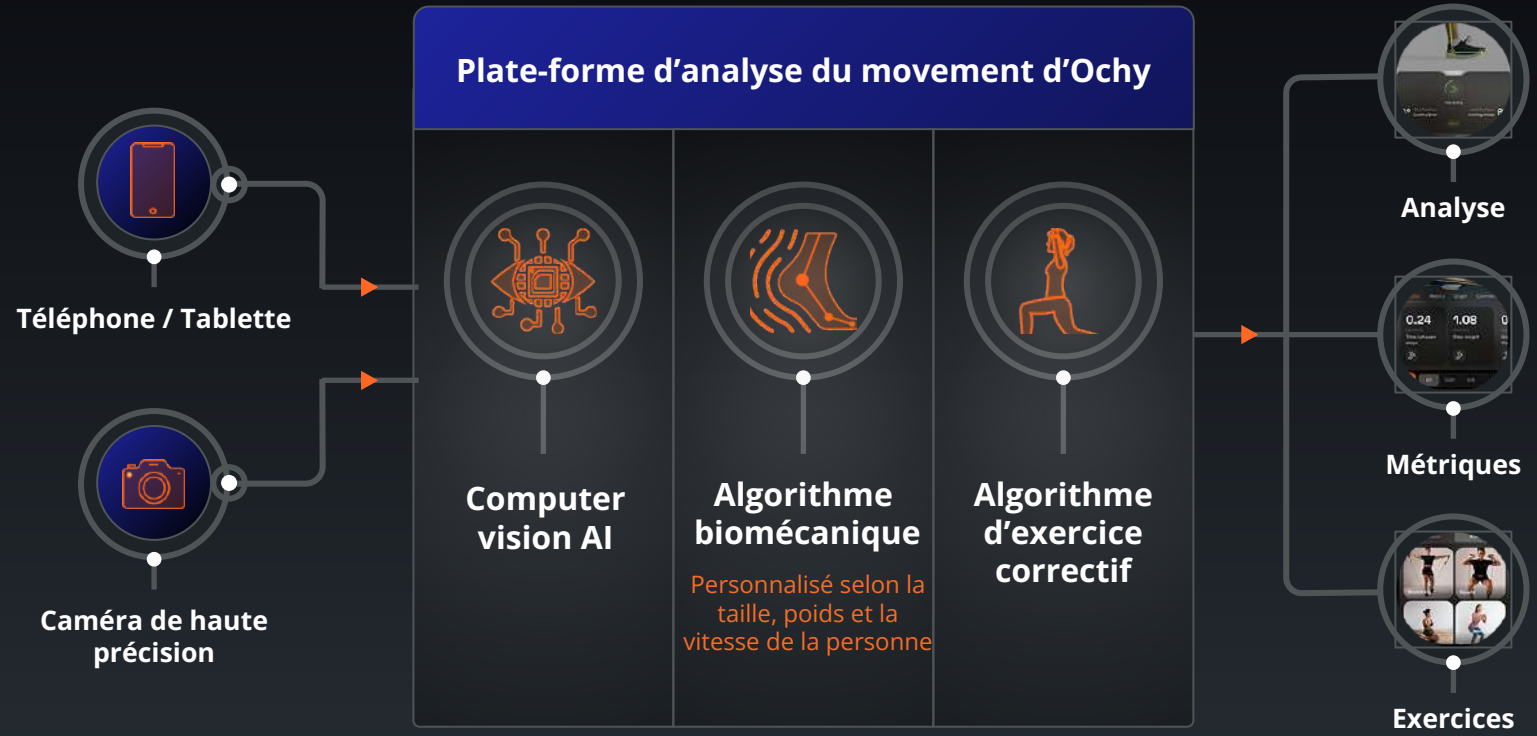 Plate-forme d’analyse du movement d’Ochy
Téléphone / Tablette
Caméra de haute
précision
Computer
vision AI
Algorithme
biomécanique
Personnalisé selon la
taille, poids et la
vitesse de la personne
Algorithme
d’exercice
correctif
Analyse
0.24
1.08
Métriques
Exercices